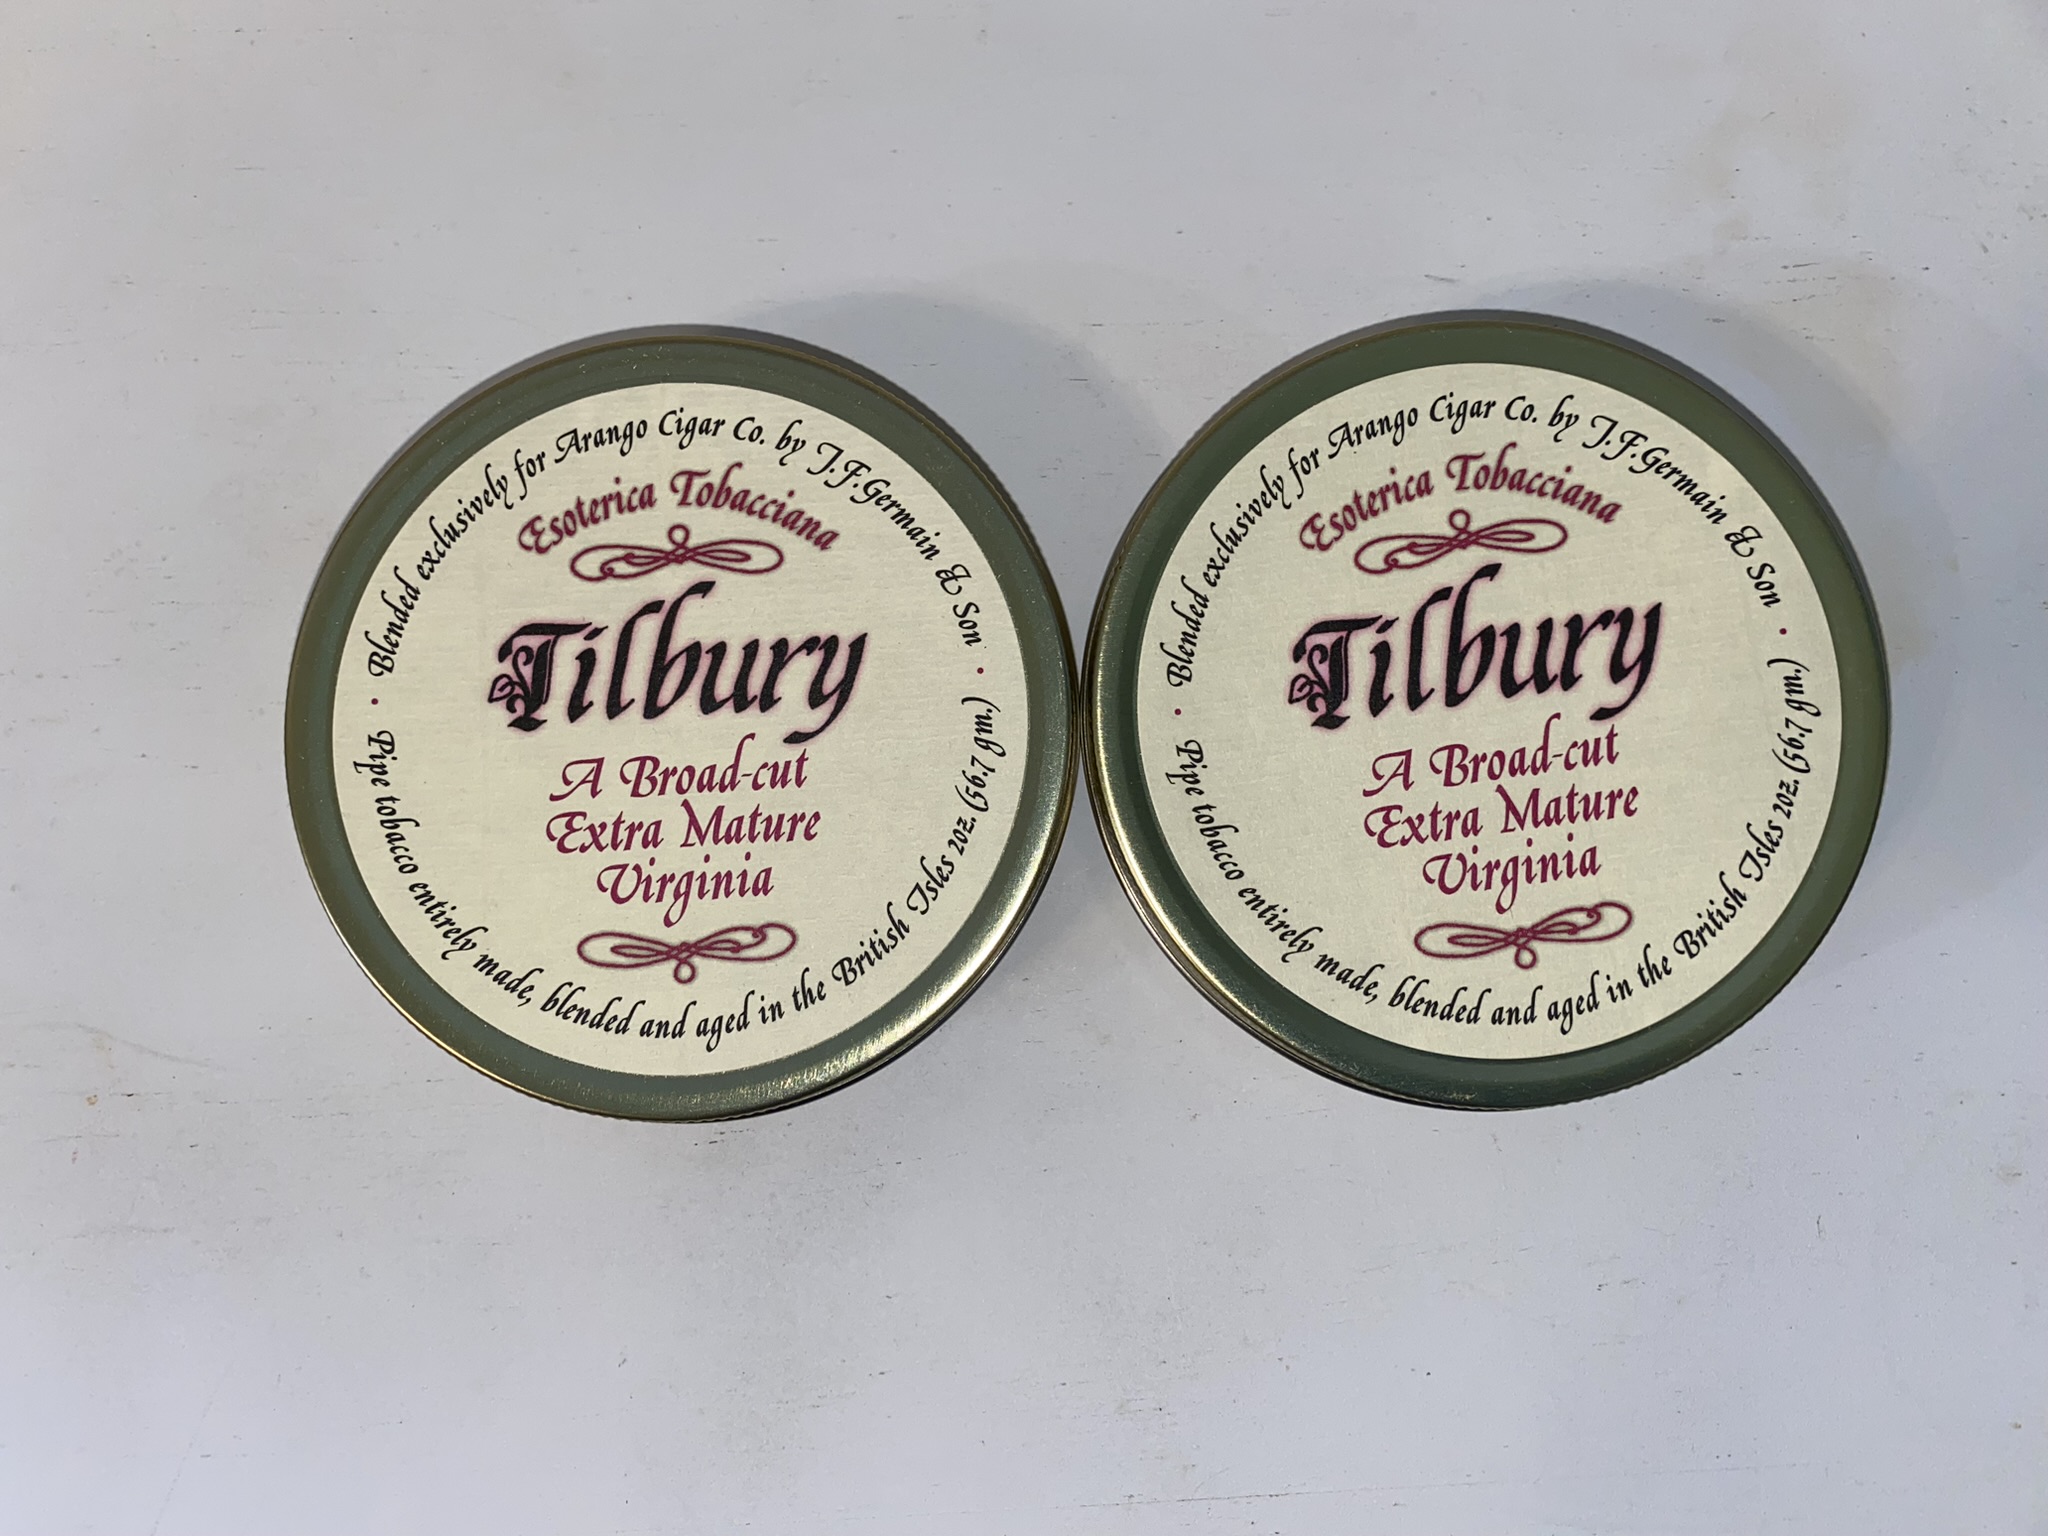 Blended exclusively for Arango Cigar Co. by J.F. Germain & Son
Esoterica Tobacciana
Tilbury
A Broad-cut
Extra Mature
Virginia
Pipe tobacco entirely made, blended and aged in the British Isles 2oz. (56.7 gm.)
Blended exclusively for Arango Cigar Co. by J.F. Germain & Son
Esoterica Tobacciana
Tilbury
A Broad-cut
Extra Mature
Virginia
Pipe tobacco entirely made, blended and aged in the British Isles 2oz. (56.7 gm.)